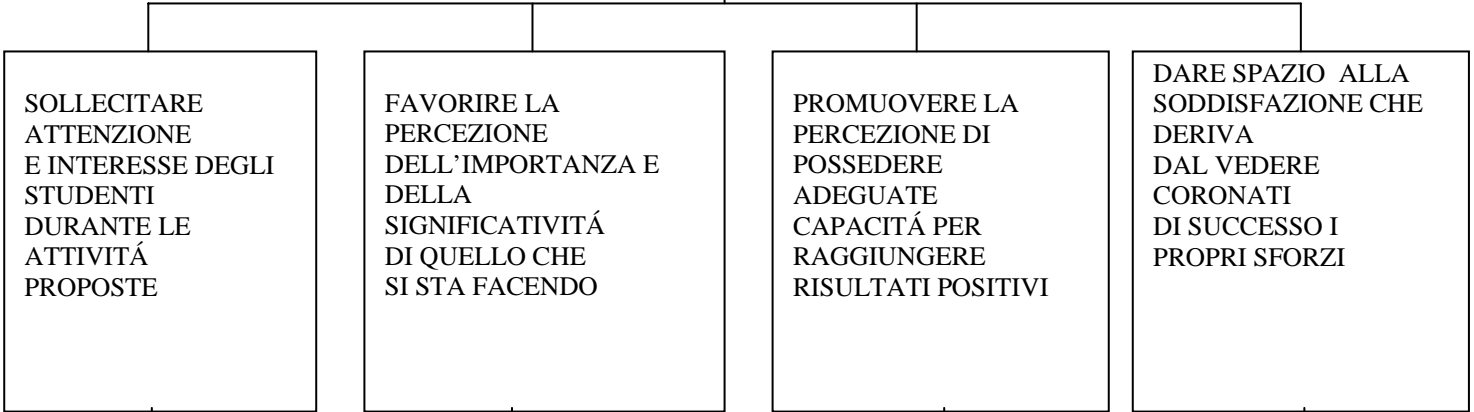 SOLLECITARE
ATTENZIONE
E INTERESSE DEGLI
STUDENTI
DURANTE LE
ATTIVITÁ
PROPOSTE
FAVORIRE LA
PERCEZIONE
DELL’IMPORTANZA E
DELLA
SIGNIFICATIVITÁ
DI QUELLO CHE
SI STA FACENDO
PROMUOVERE LA
PERCEZIONE DI
POSSEDERE
ADEGUATE
CAPACITÁ PER
RAGGIUNGERE
RISULTATI POSITIVI
DARE SPAZIO ALLA
SODDISFAZIONE CHE
DERIVA
DAL VEDERE
CORONATI
DI SUCCESSO I
PROPRI SFORZI